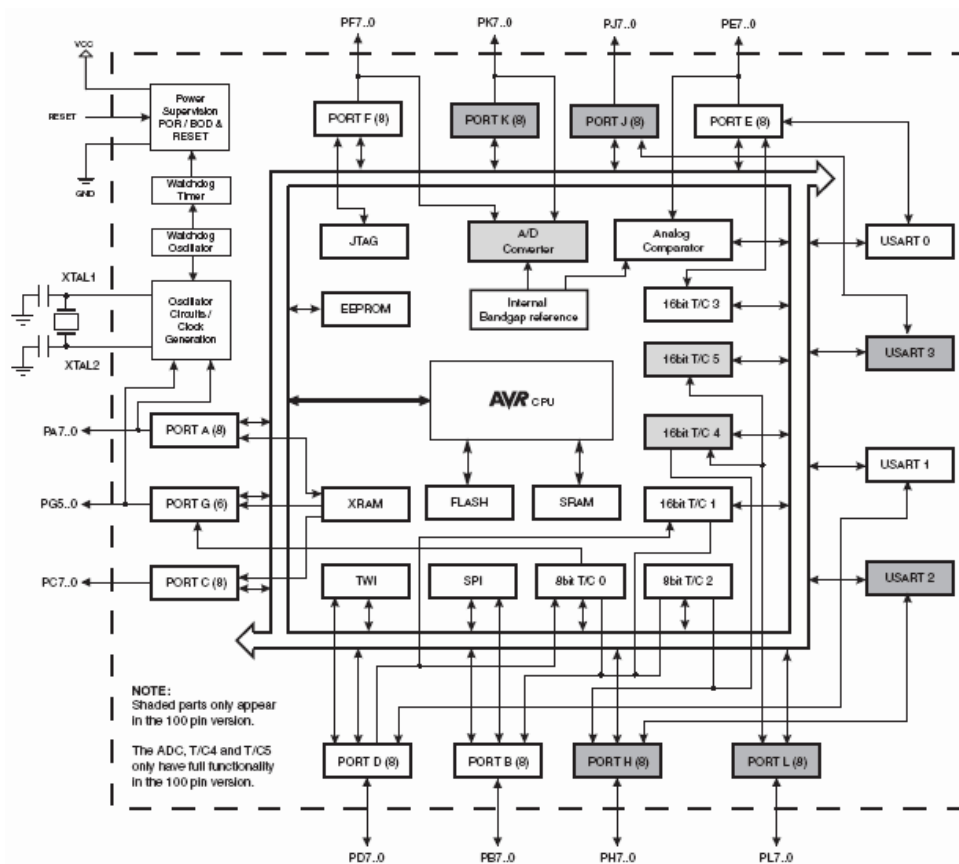 PF7..0
PK7..0
PJ7..0
PE7..0
VCC
RESET
GND
Power
Supervision
POR / BOD &
RESET
Watchdog
Timer
Watchdog
Oscillator
XTAL1
XTAL2
Oscillator
Circuits /
Clock
Generation
PORT F (8)
PORT K (8)
PORT J (8)
PORT E (8)
JTAG
A/D
Converter
Analog
Comparator
USART 0
EEPROM
Internal
Bandgap reference
16bit T/C 3
16bit T/C 5
USART 3
AVR CPU
16bit T/C 4
PA7..0
PORT A (8)
USART 1
PG5..0
PORT G (6)
XRAM
FLASH
SRAM
16bit T/C 1
PC7..0
PORT C (8)
TWI
SPI
8bit T/C 0
8bit T/C 2
USART 2
NOTE:
Shaded parts only appear
in the 100 pin version.
The ADC, T/C4 and T/C5
only have full functionality
in the 100 pin version.
PORT D (8)
PORT B (8)
PORT H (8)
PORT L (8)
PD7..0
PB7..0
PH7..0
PL7..0